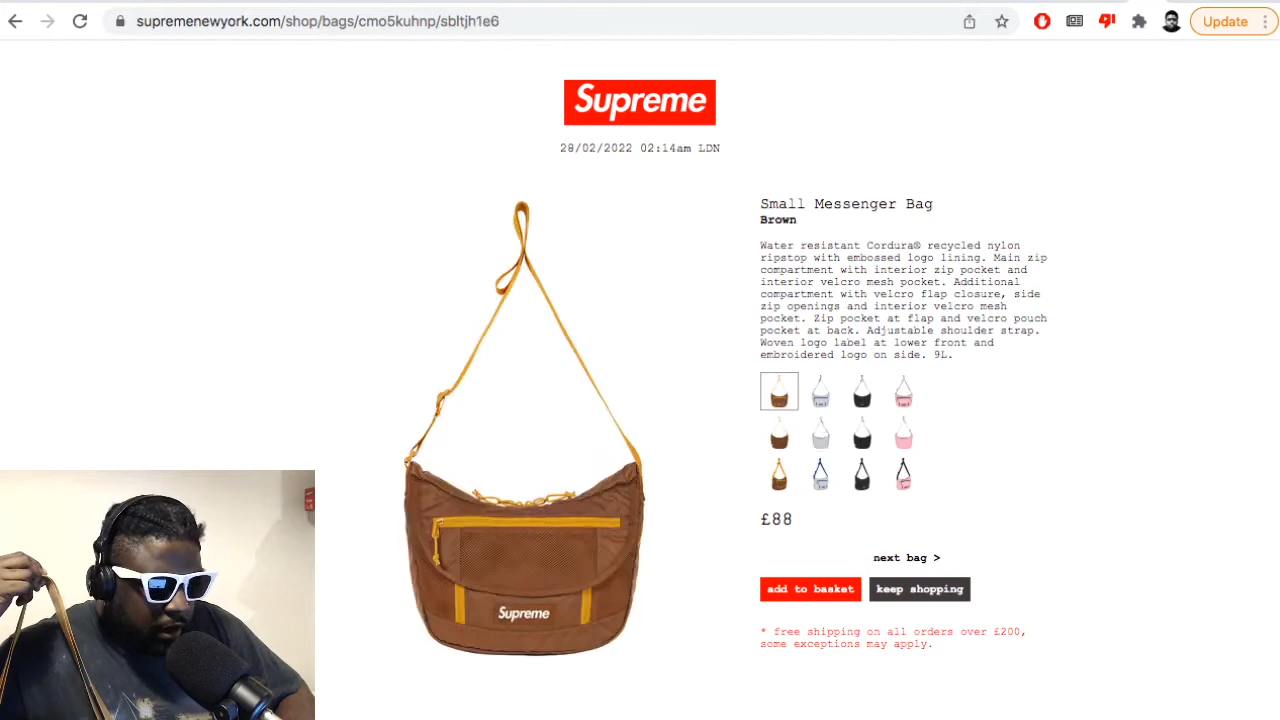 supremenewyork.com/shop/bags/cmo5kuhnp/sbltjh1e6
Update
Supreme
28/02/2022 02:14am LDN
Small Messenger Bag
Brown
Water resistant Cordura® recycled nylon
ripstop with embossed logo lining. Main zip
compartment with interior zip pocket and
interior velcro mesh pocket. Additional
compartment with velcro flap closure, side
zip openings and interior velcro mesh
pocket. Zip pocket at flap and velcro pouch
pocket at back. Adjustable shoulder strap.
Woven logo label at lower front and
embroidered logo on side. 9L.
£88
next bag >
add to basket
keep shopping
* free shipping on all orders over £200,
some exceptions may apply.
Supreme